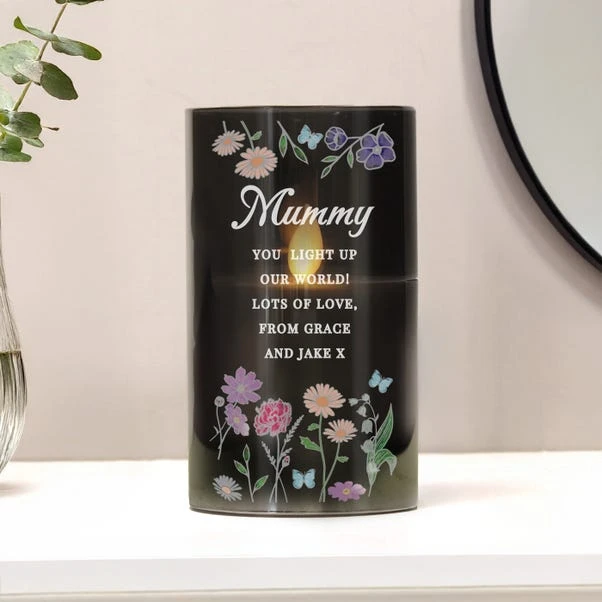 Mummy
YOU LIGHT UP
OUR WORLD!
LOTS OF LOVE,
FROM GRACE
AND JAKE X